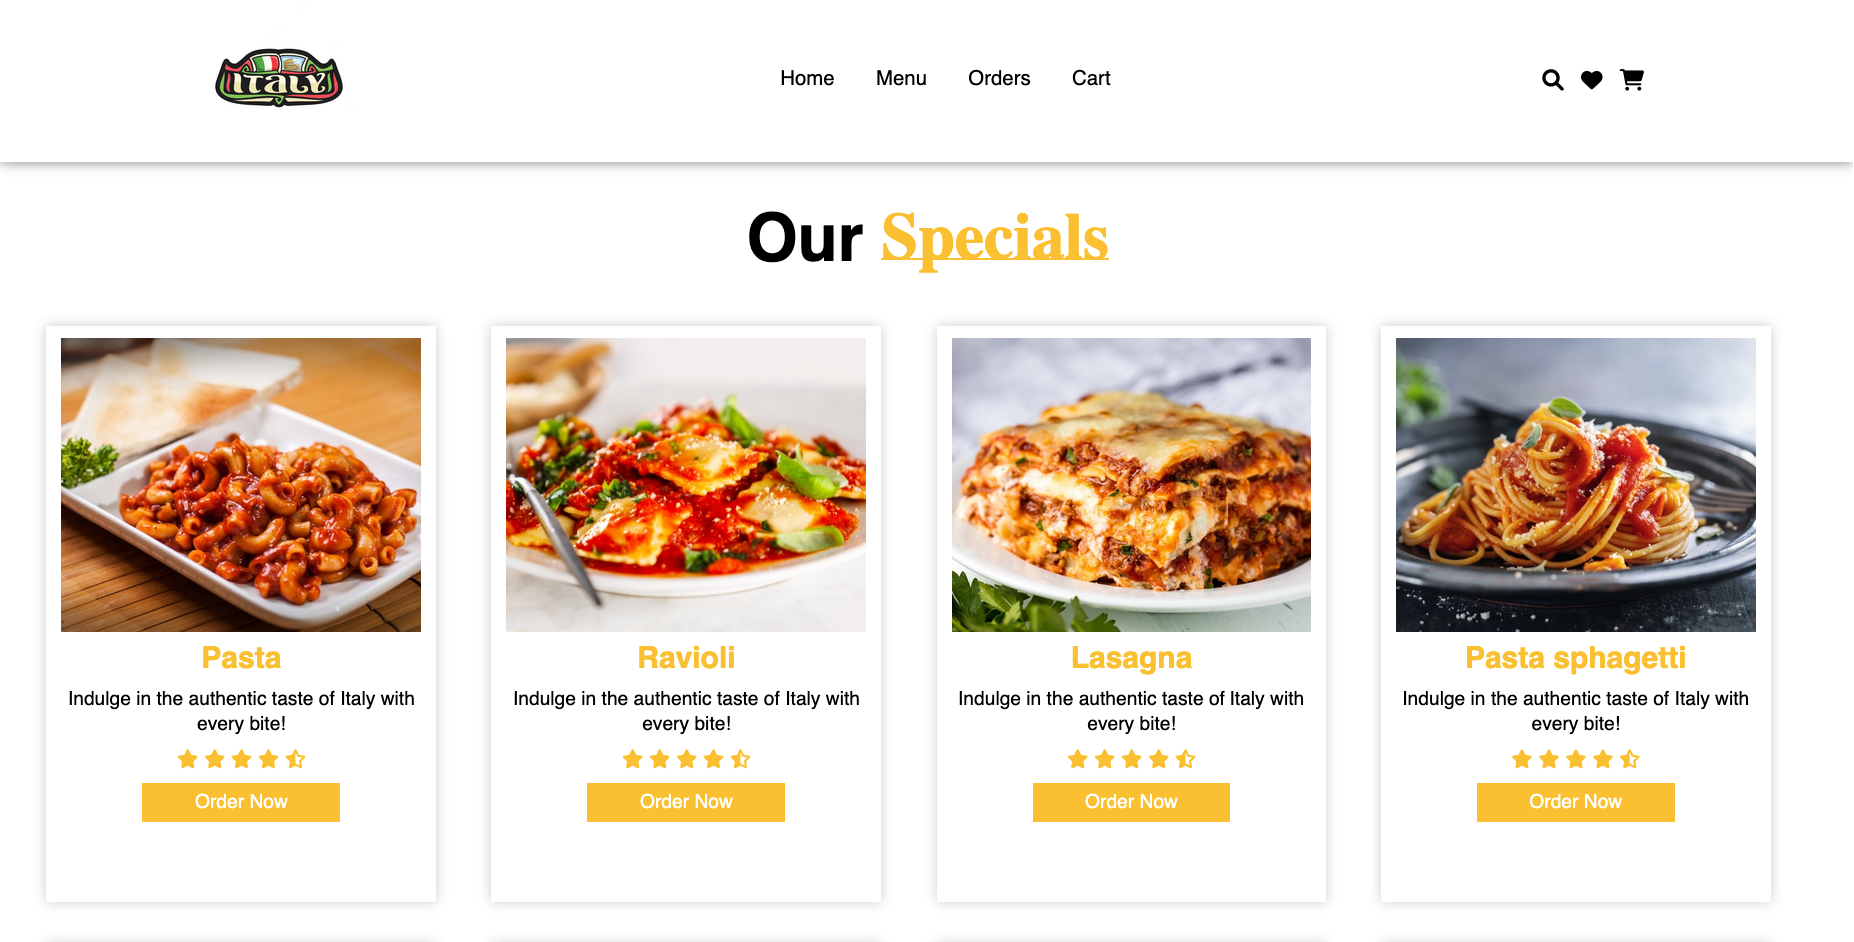 ITALY
Home Menu Orders Cart
Our Specials
Pasta
Indulge in the authentic taste of Italy with
every bite!
Order Now
Ravioli
Indulge in the authentic taste of Italy with
every bite!
Order Now
Lasagna
Indulge in the authentic taste of Italy with
every bite!
Order Now
Pasta sphagetti
Indulge in the authentic taste of Italy with
every bite!
Order Now